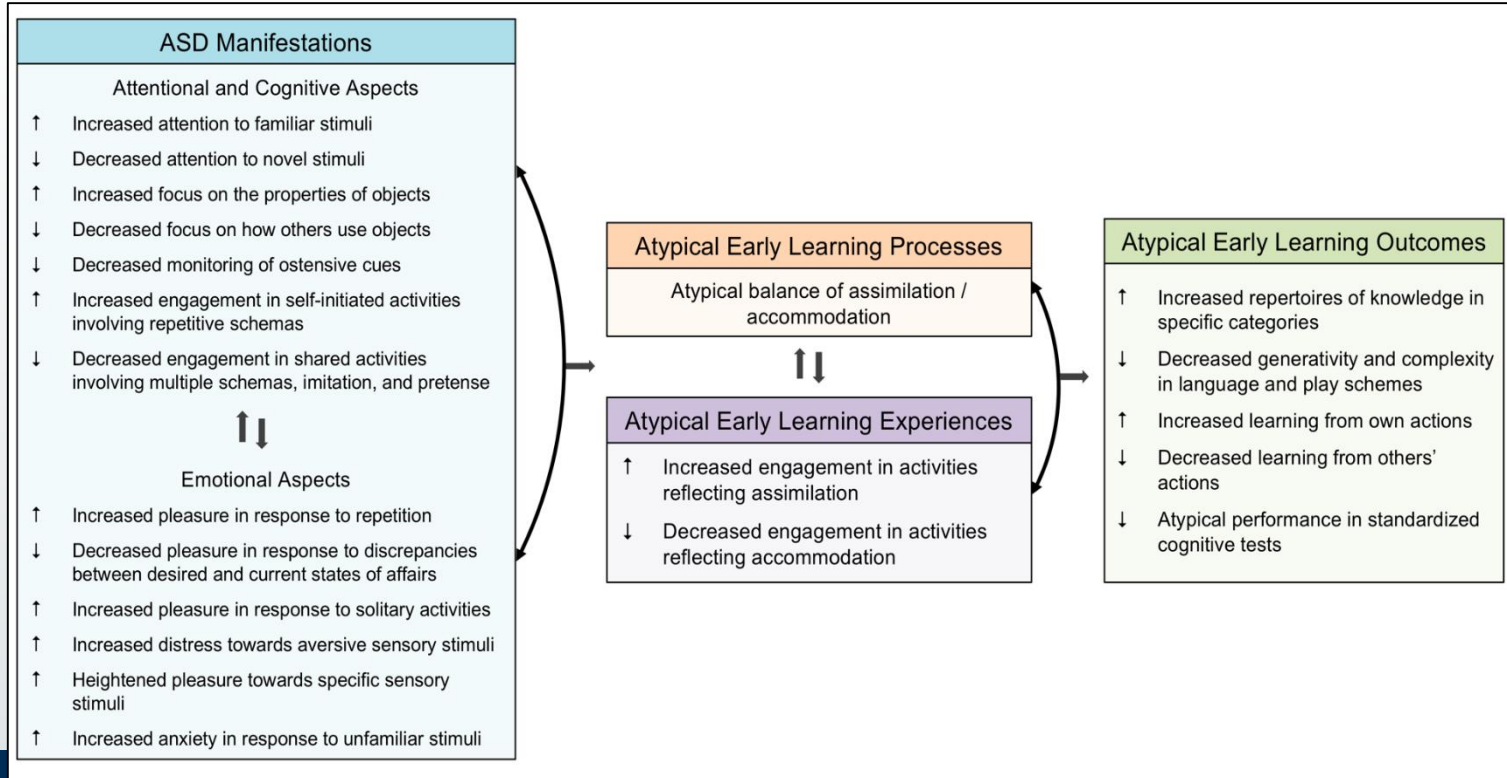 ASD Manifestations
Attentional and Cognitive Aspects
↑ Increased attention to familiar stimuli
↓ Decreased attention to novel stimuli
↑ Increased focus on the properties of objects
↓ Decreased focus on how others use objects
↓ Decreased monitoring of ostensive cues
↑ Increased engagement in self-initiated activities
involving repetitive schemas
↓ Decreased engagement in shared activities
involving multiple schemas, imitation, and pretense
Emotional Aspects
↑ Increased pleasure in response to repetition
↓ Decreased pleasure in response to discrepancies
between desired and current states of affairs
↑ Increased pleasure in response to solitary activities
↑ Increased distress towards aversive sensory stimuli
↑ Heightened pleasure towards specific sensory
stimuli
↑ Increased anxiety in response to unfamiliar stimuli
Atypical Early Learning Processes
Atypical balance of assimilation /
accommodation
Atypical Early Learning Experiences
↑ Increased engagement in activities
reflecting assimilation
↓ Decreased engagement in activities
reflecting accommodation
Atypical Early Learning Outcomes
↑ Increased repertoires of knowledge in
specific categories
↓ Decreased generativity and complexity
in language and play schemes
↑ Increased learning from own actions
↓ Decreased learning from others'
actions
↓ Atypical performance in standardized
cognitive tests